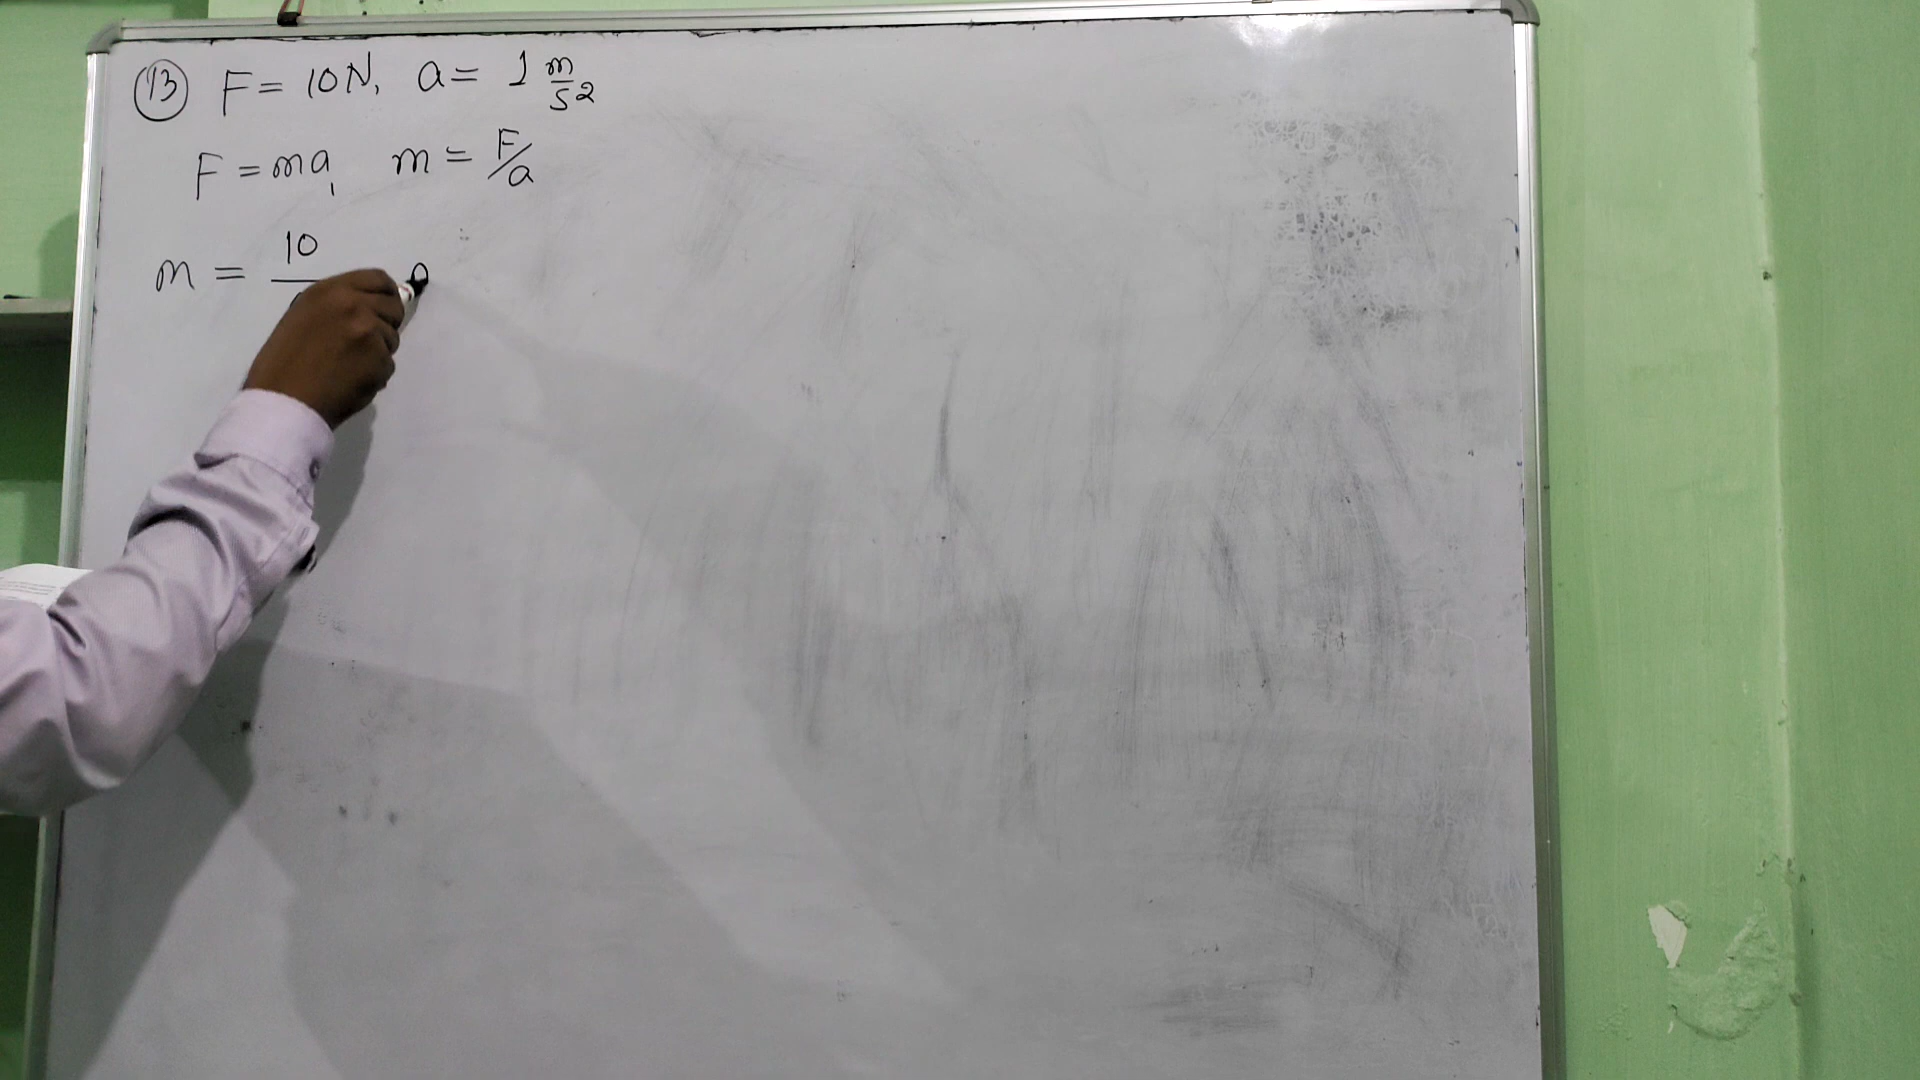 13 F = 10N, a = 1 m/s2
F = ma, m = F/a
m = 10